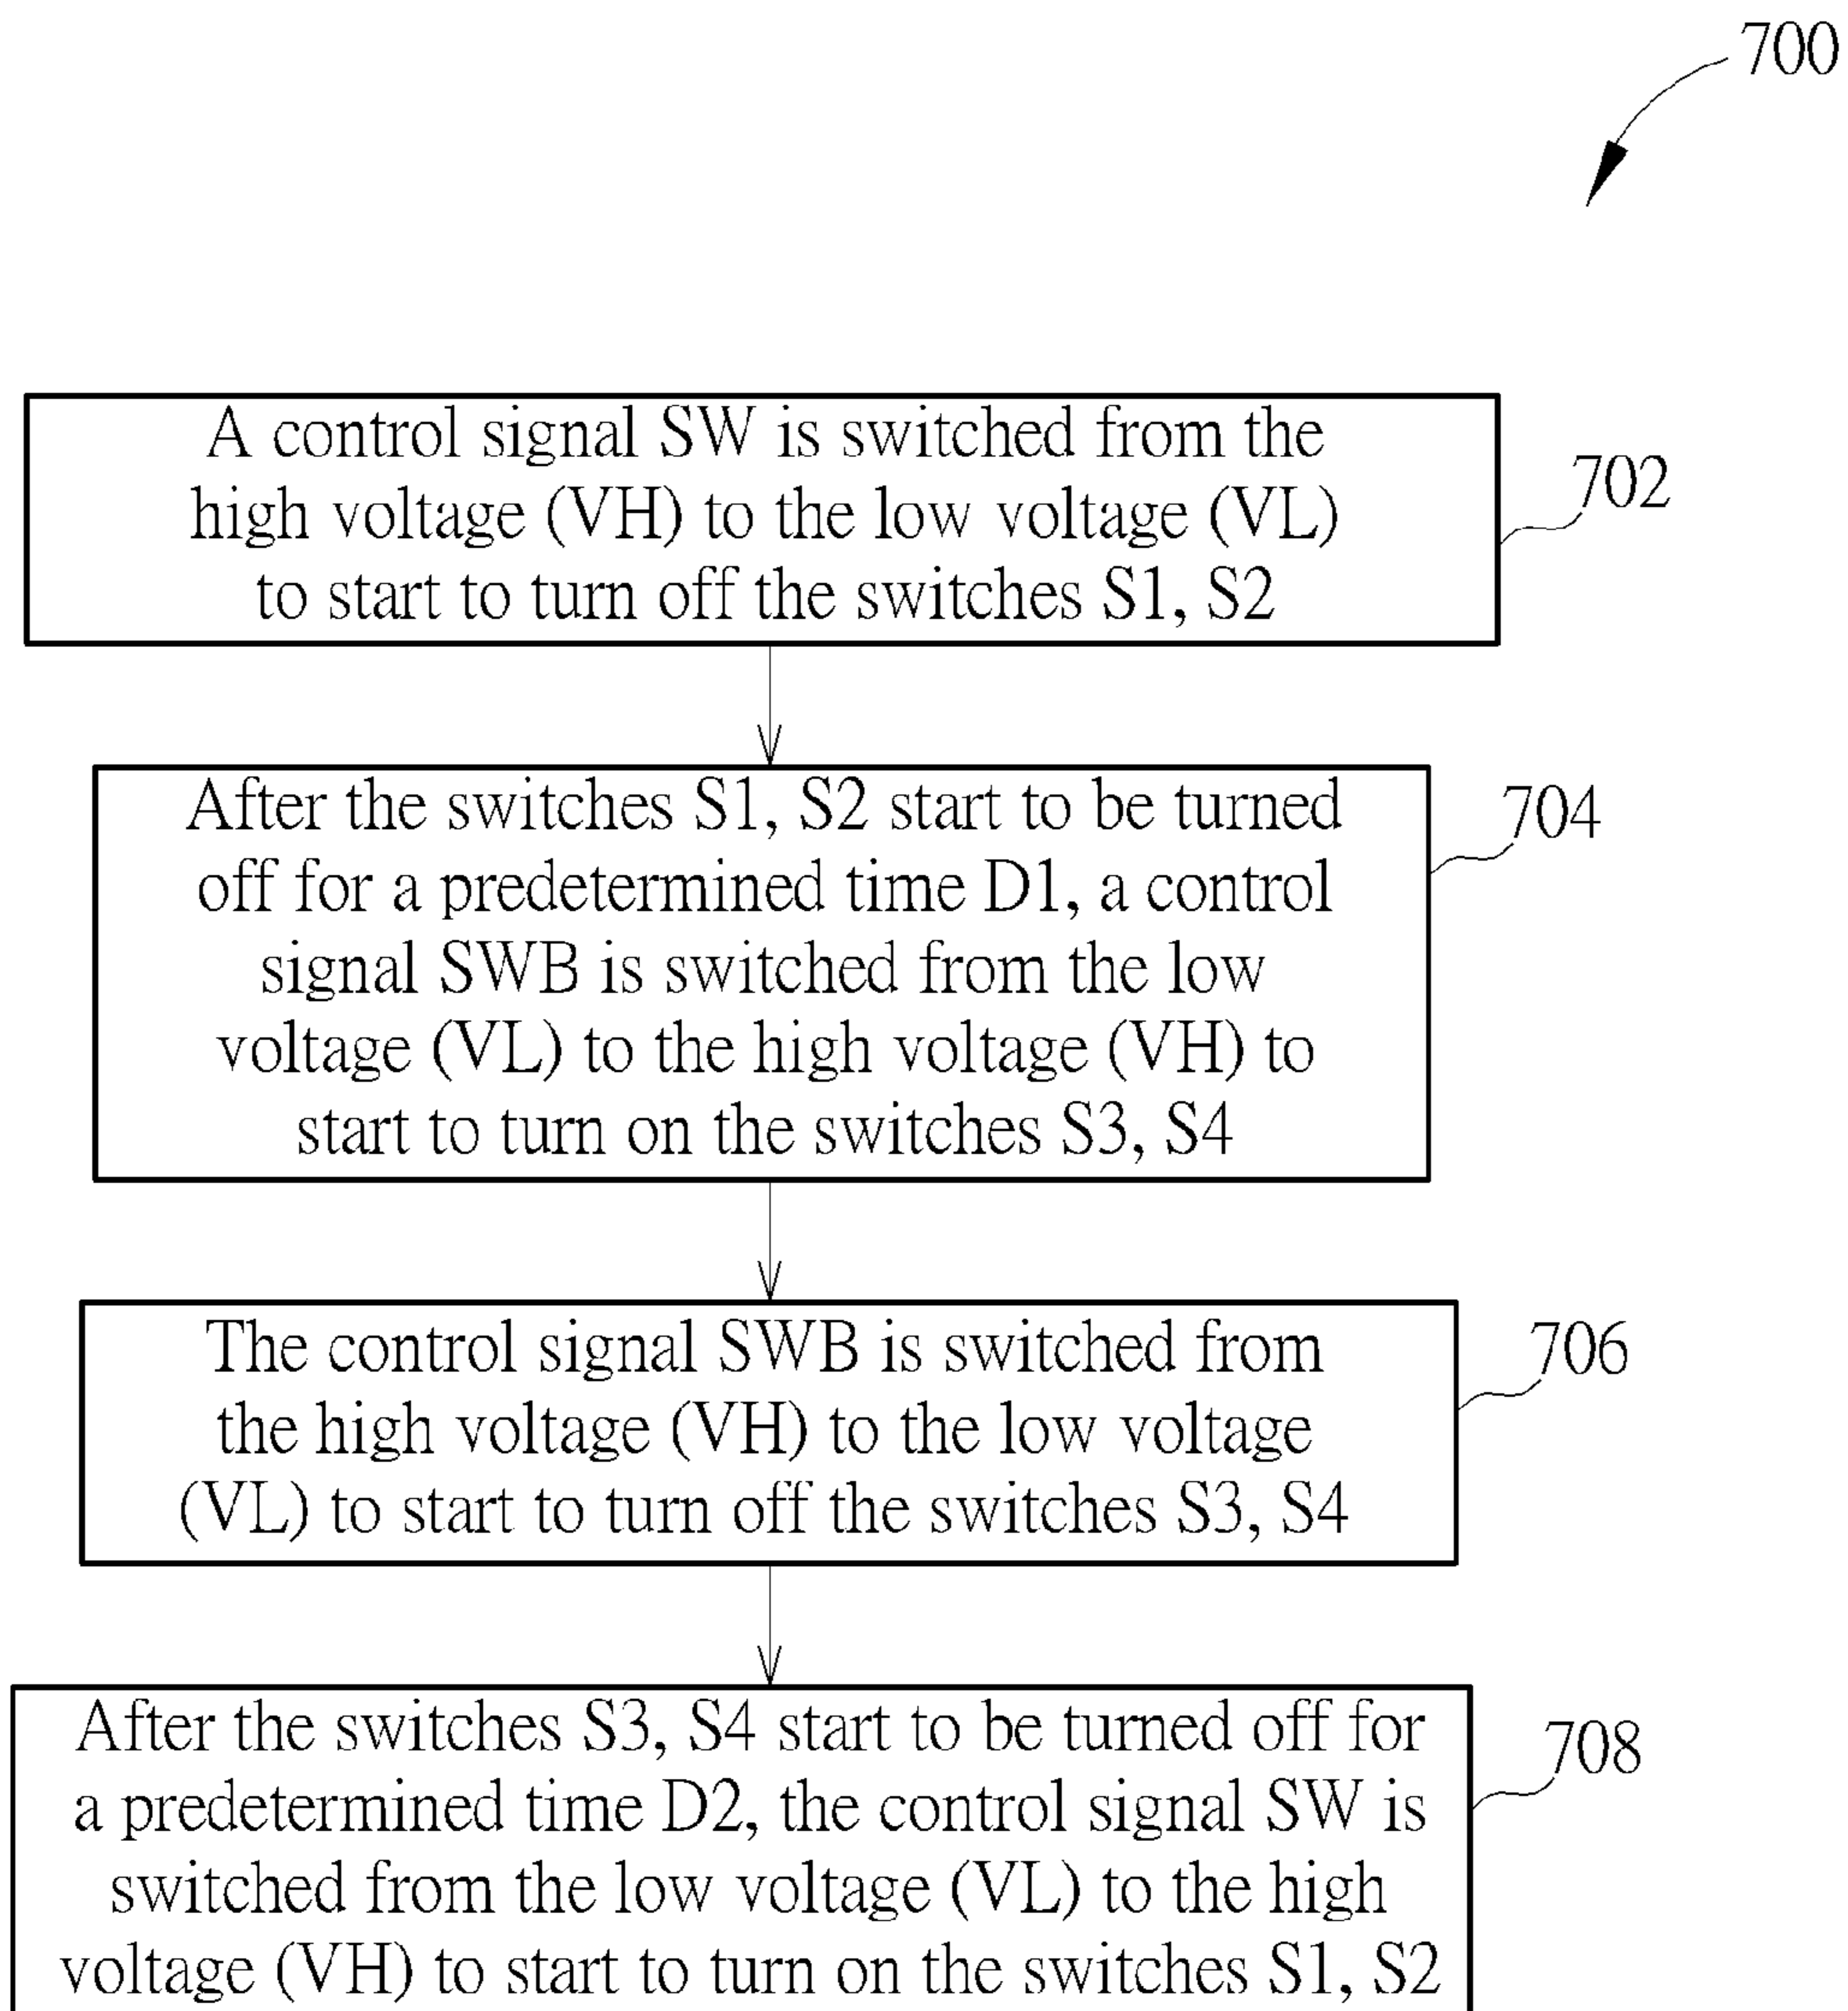 700
A control signal SW is switched from the
high voltage (VH) to the low voltage (VL)
to start to turn off the switches S1, S2
702
After the switches S1, S2 start to be turned
off for a predetermined time D1, a control
signal SWB is switched from the low
voltage (VL) to the high voltage (VH) to
start to turn on the switches S3, S4
704
The control signal SWB is switched from
the high voltage (VH) to the low voltage
(VL) to start to turn off the switches S3, S4
706
After the switches S3, S4 start to be turned off for
a predetermined time D2, the control signal SW is
switched from the low voltage (VL) to the high
voltage (VH) to start to turn on the switches S1, S2
708